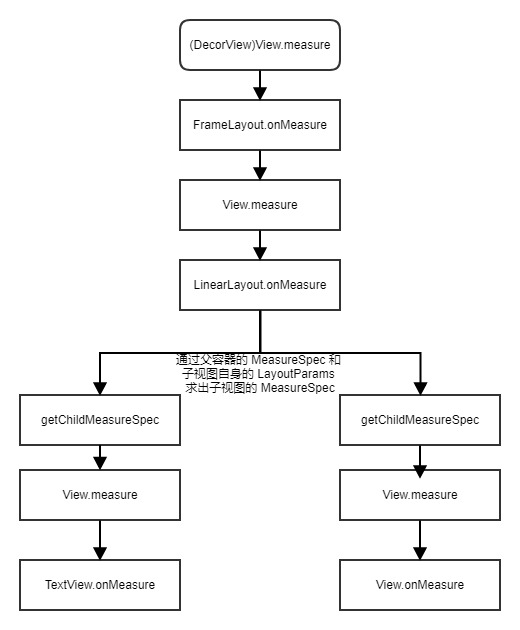 (DecorView)View.measure
FrameLayout.onMeasure
View.measure
LinearLayout.onMeasure
通过父容器的 MeasureSpec 和
子视图自身的 LayoutParams
求出子视图的 MeasureSpec
getChildMeasureSpec
getChildMeasureSpec
View.measure
View.measure
TextView.onMeasure
View.onMeasure